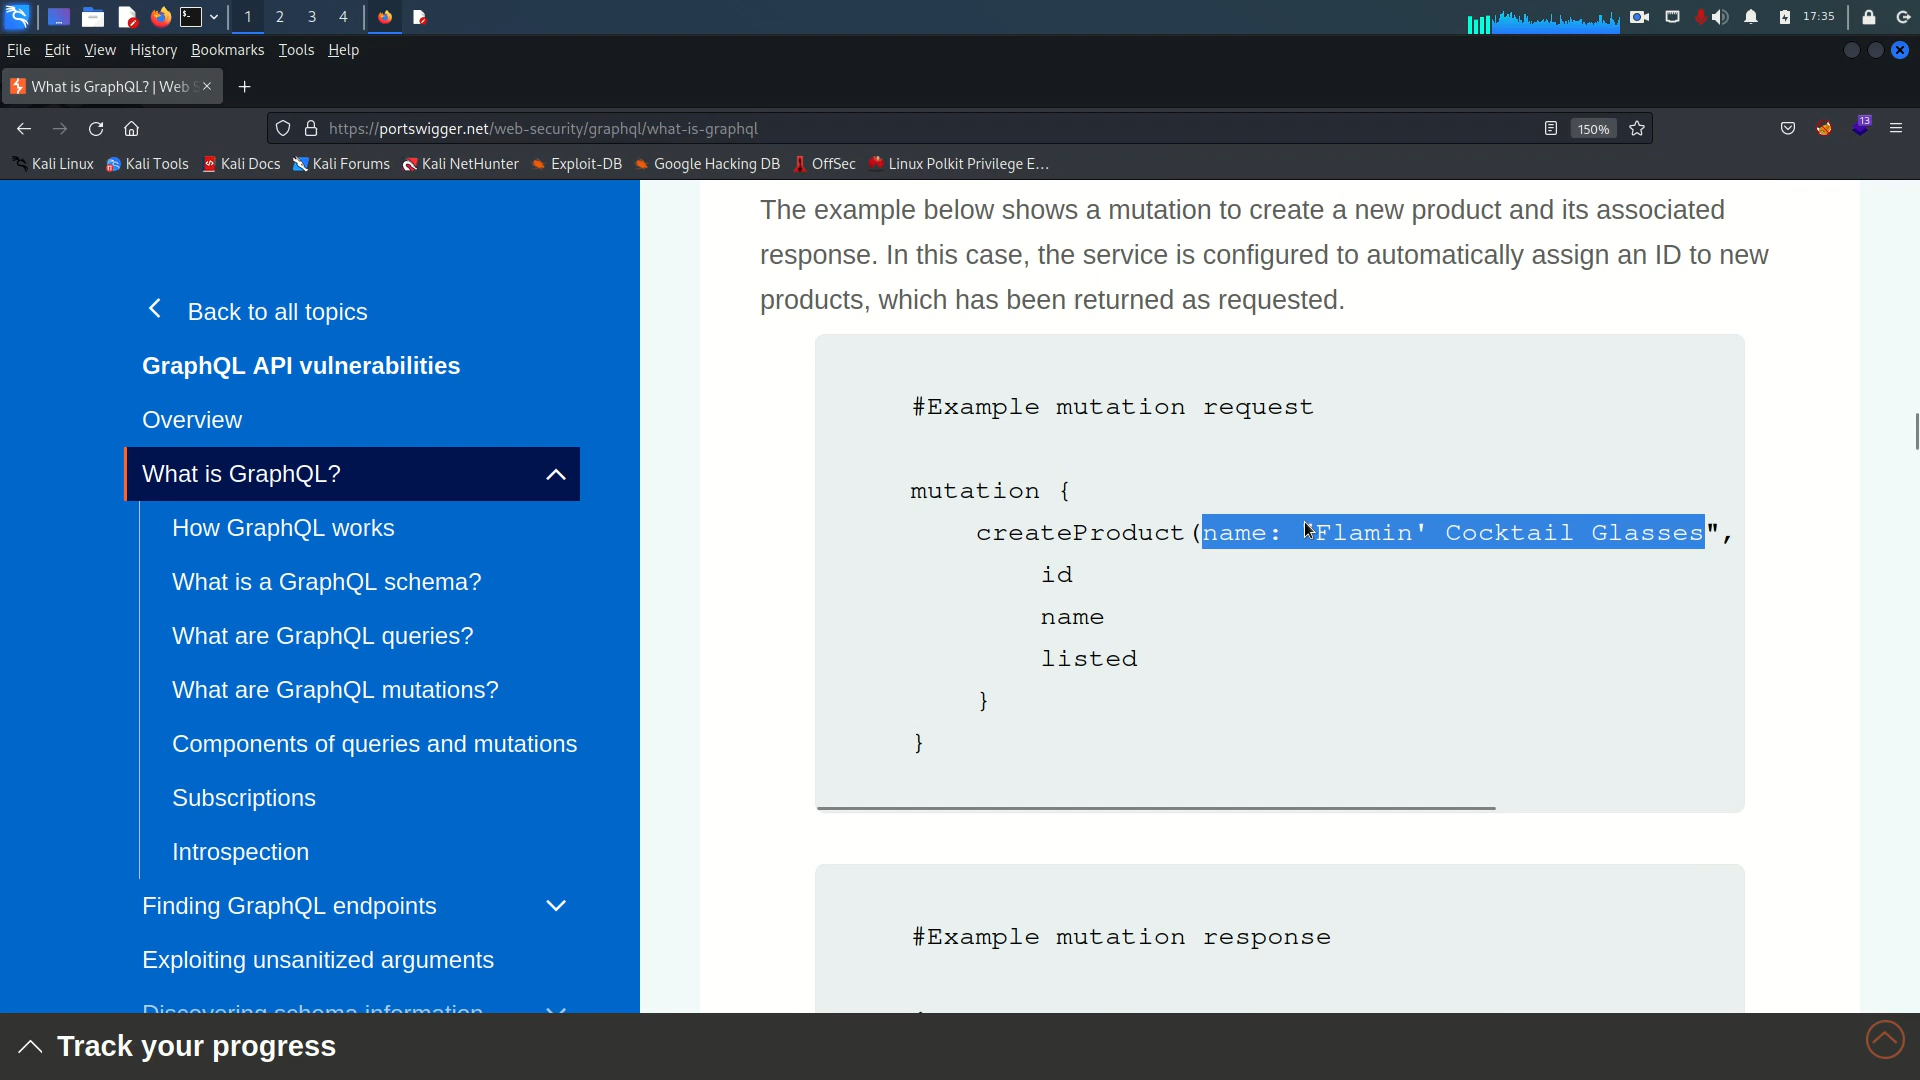 1 2 3 4 17:35
File Edit View History Bookmarks Tools Help
What is GraphQL? | Web
https://portswigger.net/web-security/graphql/what-is-graphql 150% 13
Kali Linux Kali Tools Kali Docs Kali Forums Kali NetHunter Exploit-DB Google Hacking DB OffSec Linux Polkit Privilege E…
Back to all topics
GraphQL API vulnerabilities
Overview
What is GraphQL?
How GraphQL works
What is a GraphQL schema?
What are GraphQL queries?
What are GraphQL mutations?
Components of queries and mutations
Subscriptions
Introspection
Finding GraphQL endpoints
Exploiting unsanitized arguments
Discovering schema information
The example below shows a mutation to create a new product and its associated
response. In this case, the service is configured to automatically assign an ID to new
products, which has been returned as requested.
#Example mutation request
mutation {
createProduct(name: "Flamin' Cocktail Glasses",
id
name
listed
}
}
#Example mutation response
Track your progress